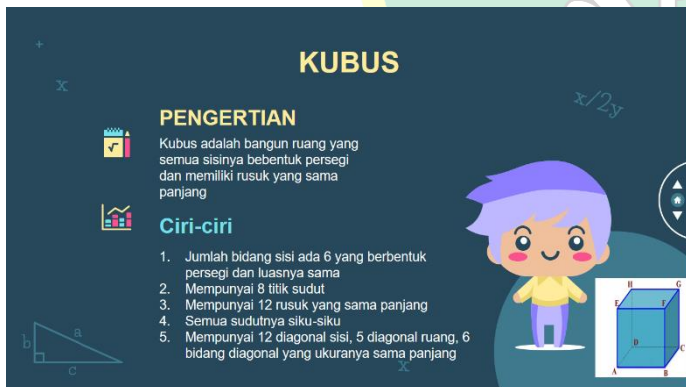 KUBUS
x
x/2y
PENGERTIAN
Kubus adalah bangun ruang yang
semua sisinya bebentuk persegi
dan memiliki rusuk yang sama
panjang
Ciri-ciri
1. Jumlah bidang sisi ada 6 yang berbentuk
persegi dan luasnya sama
2. Mempunyai 8 titik sudut
3. Mempunyai 12 rusuk yang sama panjang
4. Semua sudutnya siku-siku
5. Mempunyai 12 diagonal sisi, 5 diagonal ruang, 6
bidang diagonal yang ukuranya sama panjang
x
a
b
c
H G
E F
D C
A B